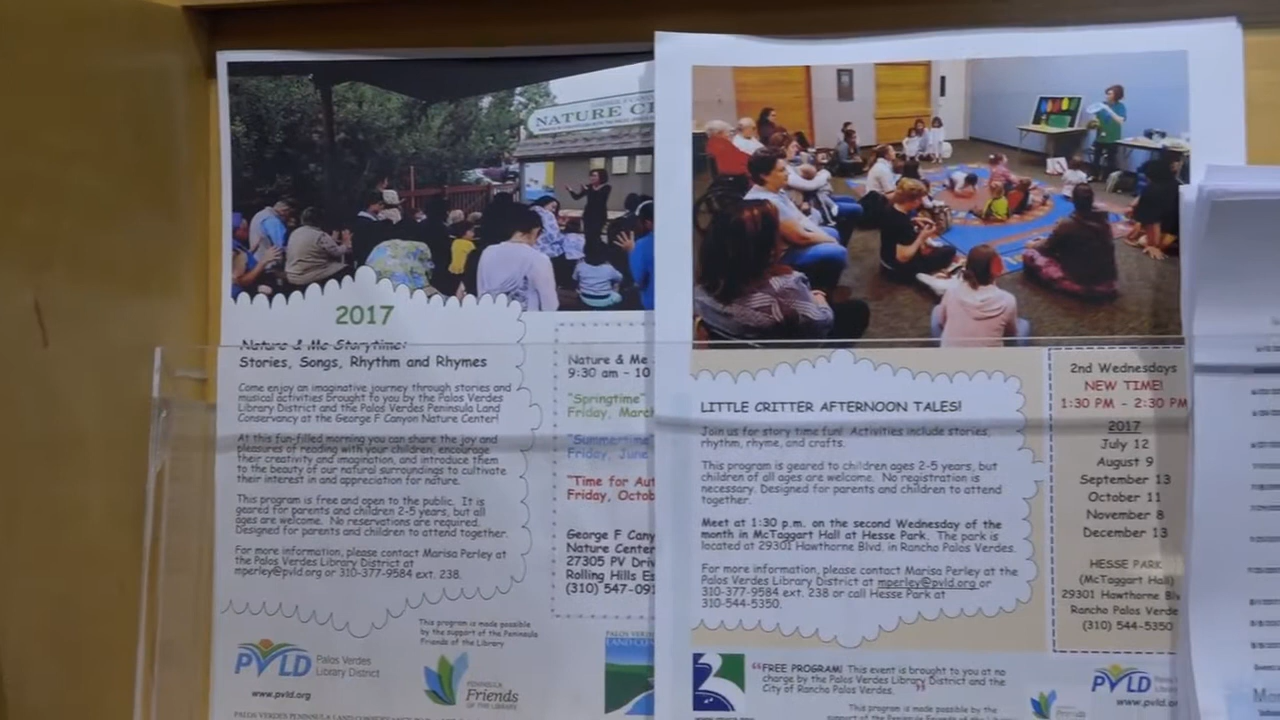 NATURE
2017
Nature & Me Storytime:
Stories, Songs, Rhythm and Rhymes
Come enjoy an imaginative journey through stories and
musical activities brought to you by the Palos Verdes
Library District and the Palos Verdes Peninsula Land
Conservancy at the George F Canyon Nature Center!
At this fun-filled morning you can share the joy and
pleasures of reading with your children, encourage
their creativity and imagination, and introduce them
to the beauty of our natural surroundings to cultivate
their interest in and appreciation for nature.
This program is free and open to the public. It is
geared for parents and children 2-5 years, but all
ages are welcome. No reservations are required.
Designed for parents and children to attend together.
For more information, please contact Marisa Perley at
the Palos Verdes Library District at
mperley@pvld.org or 310-377-9584 ext. 238.
Nature & Me
9:30 am - 10
"Springtime"
Friday, March
"Summertime"
Friday, June
"Time for Aut
Friday, Octob
George F Cany
Nature Center
27305 PV Driv
Rolling Hills Es
(310) 547-091
This program is made possible
by the support of the Peninsula
Friends of the Library
PVLD Palos Verdes
Library District
www.pvld.org
PENINSULA
Friends
OF THE LIBRARY
PALOS VERDE
LITTLE CRITTER AFTERNOON TALES!
Join us for story time fun! Activities include stories,
rhythm, rhyme, and crafts.
This program is geared to children ages 2-5 years, but
children of all ages are welcome. No registration is
necessary. Designed for parents and children to attend
together.
Meet at 1:30 p.m. on the second Wednesday of the
month in McTaggart Hall at Hesse Park. The park is
located at 29301 Hawthorne Blvd. in Rancho Palos Verdes.
For more information, please contact Marisa Perley at the
Palos Verdes Library District at mperley@pvld.org or
310-377-9584 ext. 238 or call Hesse Park at
310-544-5350.
2nd Wednesdays
NEW TIME!
1:30 PM - 2:30 PM
2017
July 12
August 9
September 13
October 11
November 8
December 13
HESSE PARK
(McTaggart Hall)
29301 Hawthorne Blv
Rancho Palos Verde
(310) 544-5350
"FREE PROGRAM! This event is brought to you at no
charge by the Palos Verdes Library District and the
City of Rancho Palos Verdes."
PVLD
This program is made possible by the